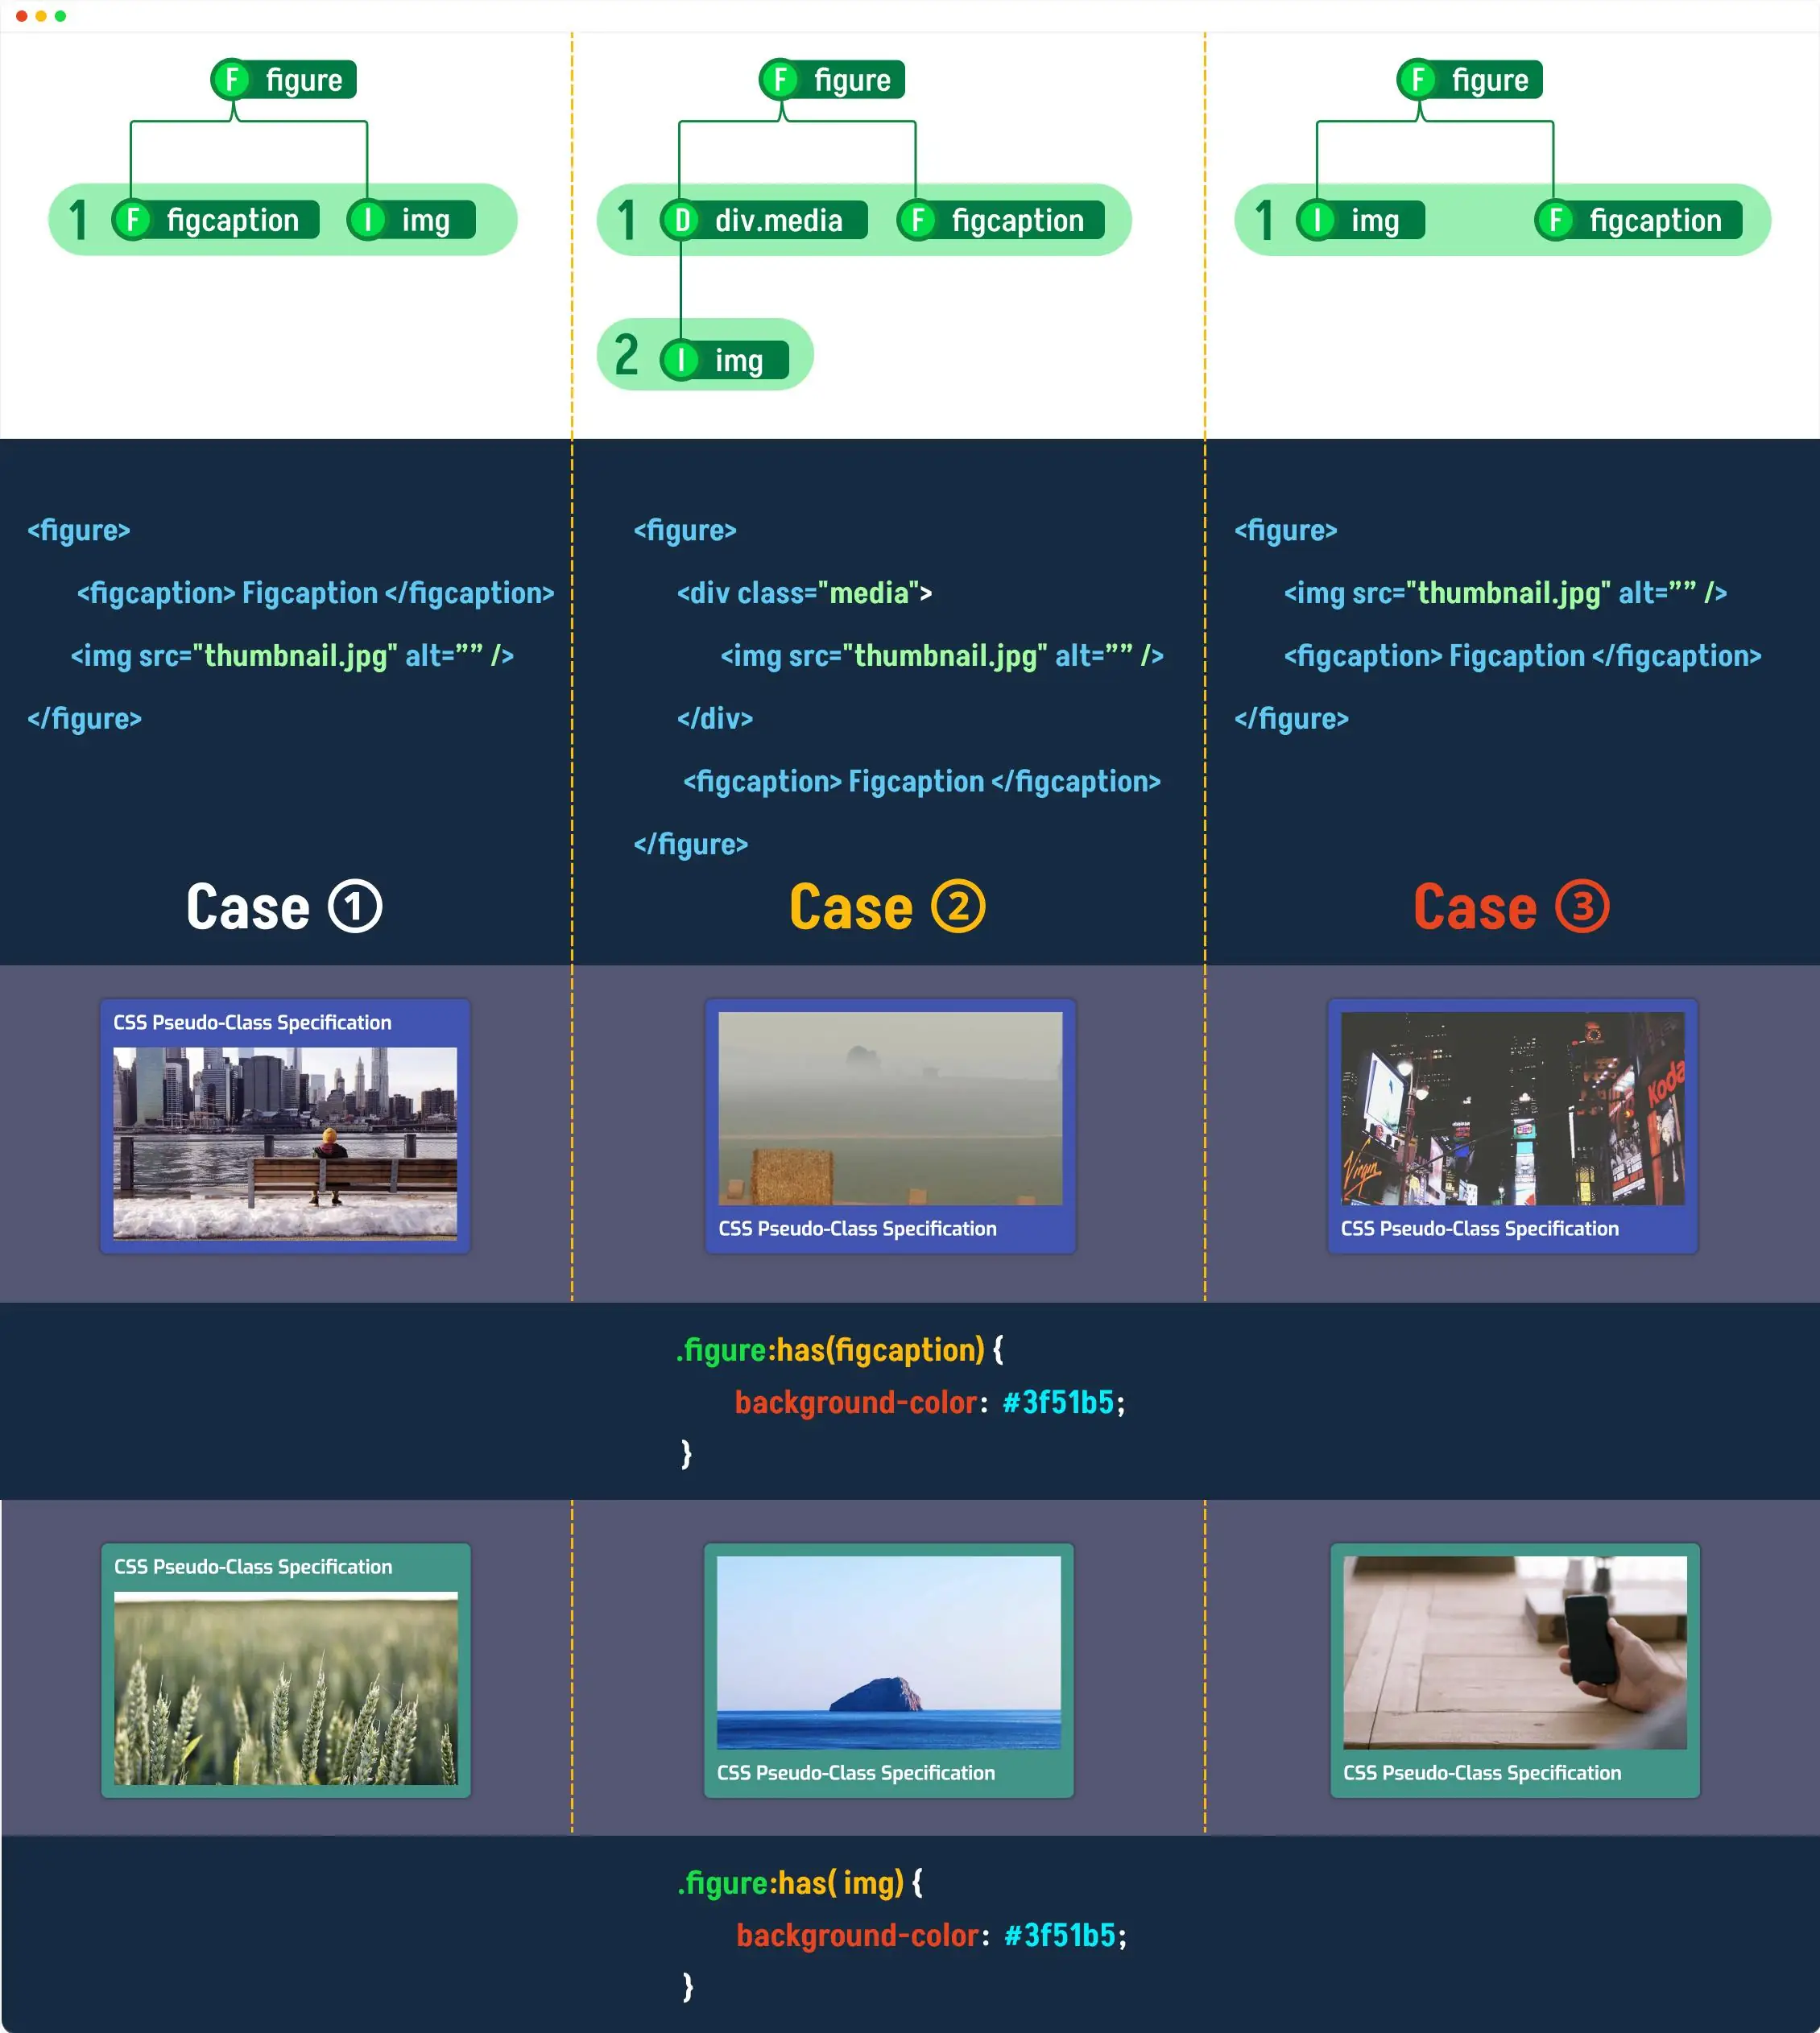 F figure
F figure
F figure
1 F figcaption I img
1 D div.media F figcaption
1 I img F figcaption
2 I img
<figure>
<figcaption> Figcaption </figcaption>
<img src="thumbnail.jpg" alt=”” />
</figure>
Case ①
<figure>
<div class="media">
<img src="thumbnail.jpg" alt=”” />
</div>
<figcaption> Figcaption </figcaption>
</figure>
Case ②
<figure>
<img src="thumbnail.jpg" alt=”” />
<figcaption> Figcaption </figcaption>
</figure>
Case ③
CSS Pseudo-Class Specification
CSS Pseudo-Class Specification
Virgin
Koda
CSS Pseudo-Class Specification
.figure:has(figcaption) {
background-color: #3f51b5;
}
CSS Pseudo-Class Specification
CSS Pseudo-Class Specification
CSS Pseudo-Class Specification
.figure:has( img) {
background-color: #3f51b5;
}